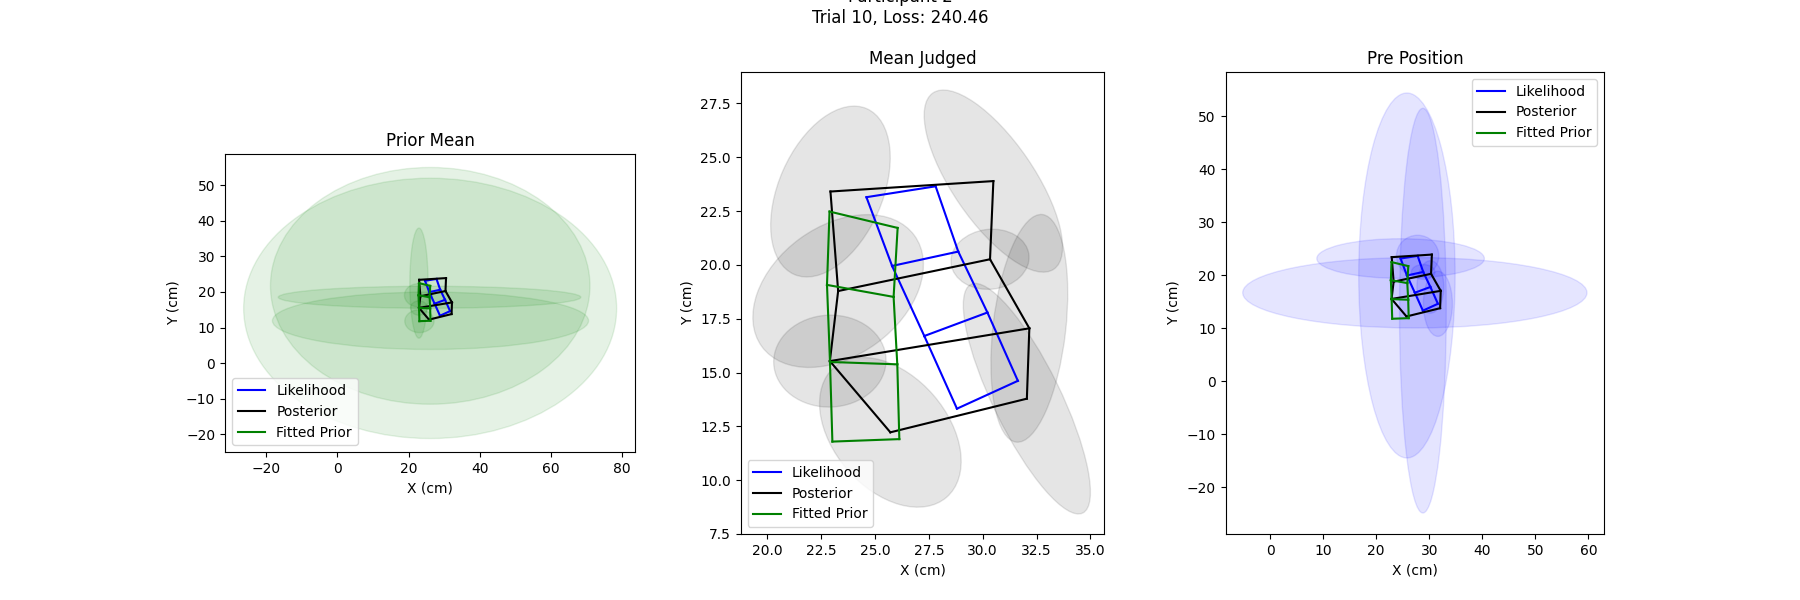 Participant 2
Trial 10, Loss: 240.46
Prior Mean
50
40
30
20
10
0
−10
−20
Y (cm)
−20
0
20
40
60
80
X (cm)
Likelihood
Posterior
Fitted Prior
Mean Judged
27.5
25.0
22.5
20.0
17.5
15.0
12.5
10.0
7.5
Y (cm)
20.0
22.5
25.0
27.5
30.0
32.5
35.0
X (cm)
Likelihood
Posterior
Fitted Prior
Pre Position
50
40
30
20
10
0
−10
−20
Y (cm)
0
10
20
30
40
50
60
X (cm)
Likelihood
Posterior
Fitted Prior